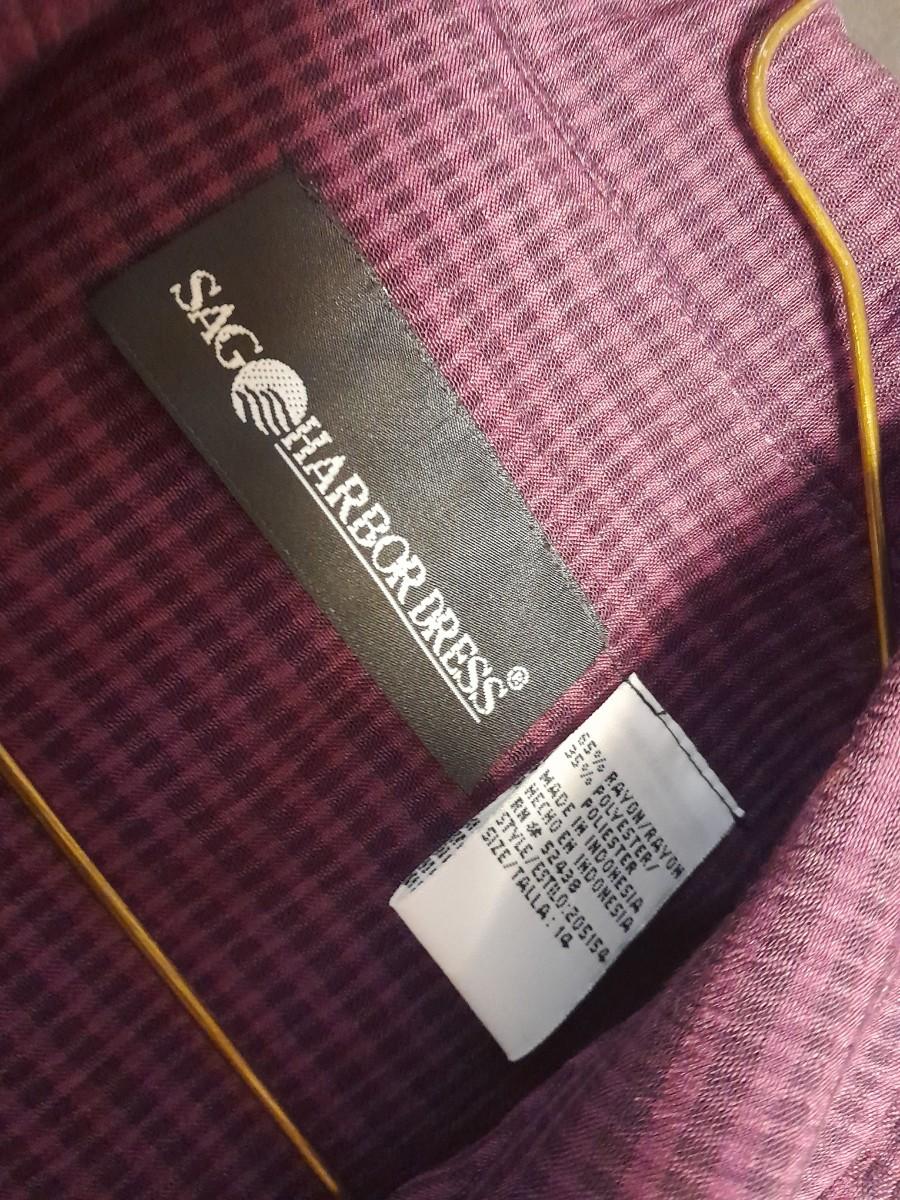 SAG HARBOR DRESS®
65% RAYON/RAYON
35% POLYESTER/
POLIESTER
MADE IN INDONESIA
HECHO EN INDONESIA
RN # 52438
STYLE/ESTILO:205154
SIZE/TALLA: 14